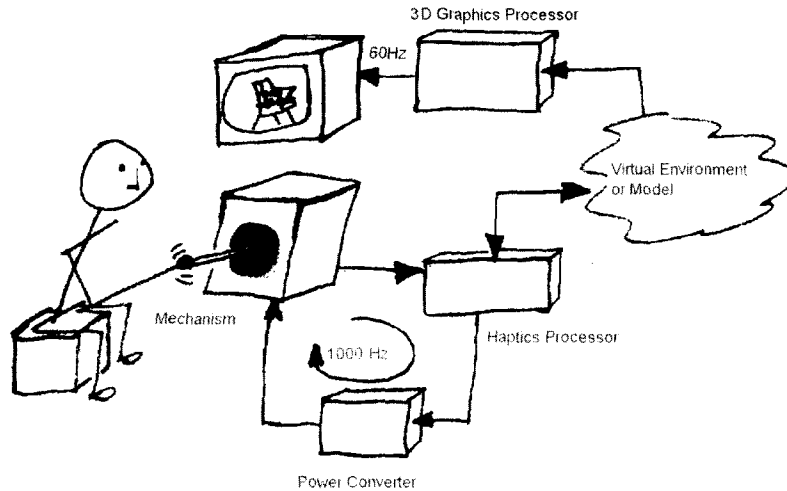 3D Graphics Processor
60Hz
Virtual Environment
or Model
Mechanism
Haptics Processor
1000 Hz
Power Converter